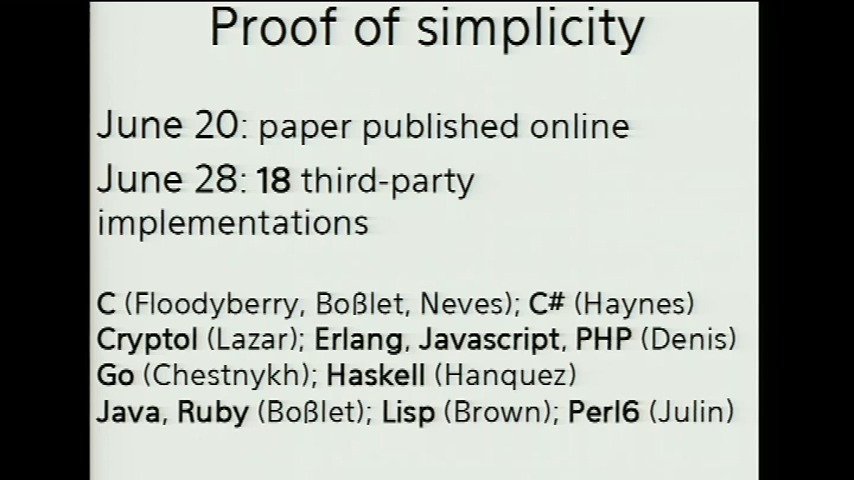 Proof of simplicity
June 20: paper published online
June 28: 18 third-party
implementations
C (Floodyberry, Boßlet, Neves); C# (Haynes)
Cryptol (Lazar); Erlang, Javascript, PHP (Denis)
Go (Chestnykh); Haskell (Hanquez)
Java, Ruby (Boßlet); Lisp (Brown); Perl6 (Julin)